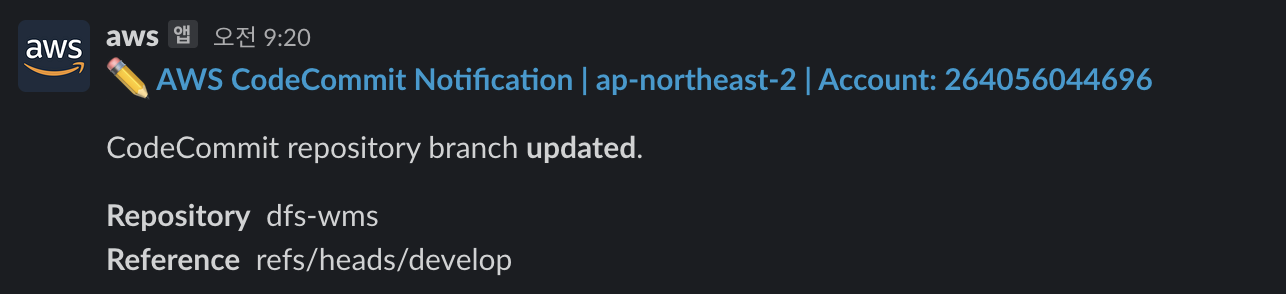 aws
aws 앱 오전 9:20
AWS CodeCommit Notification | ap-northeast-2 | Account: 264056044696
CodeCommit repository branch updated.
Repository dfs-wms
Reference refs/heads/develop